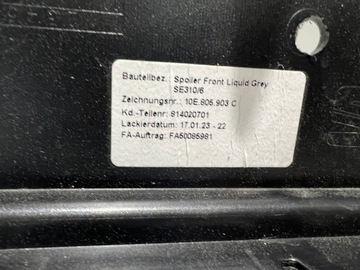 Bauteilbez.: Spoiler Front Liquid Grey
SE310/6
Zeichnungsnr.: 10E.805.903 C
Kd.-Teilenr: 814020701
Lackierdatum: 17.01.23 - 22
FA-Auftrag: FA50085981